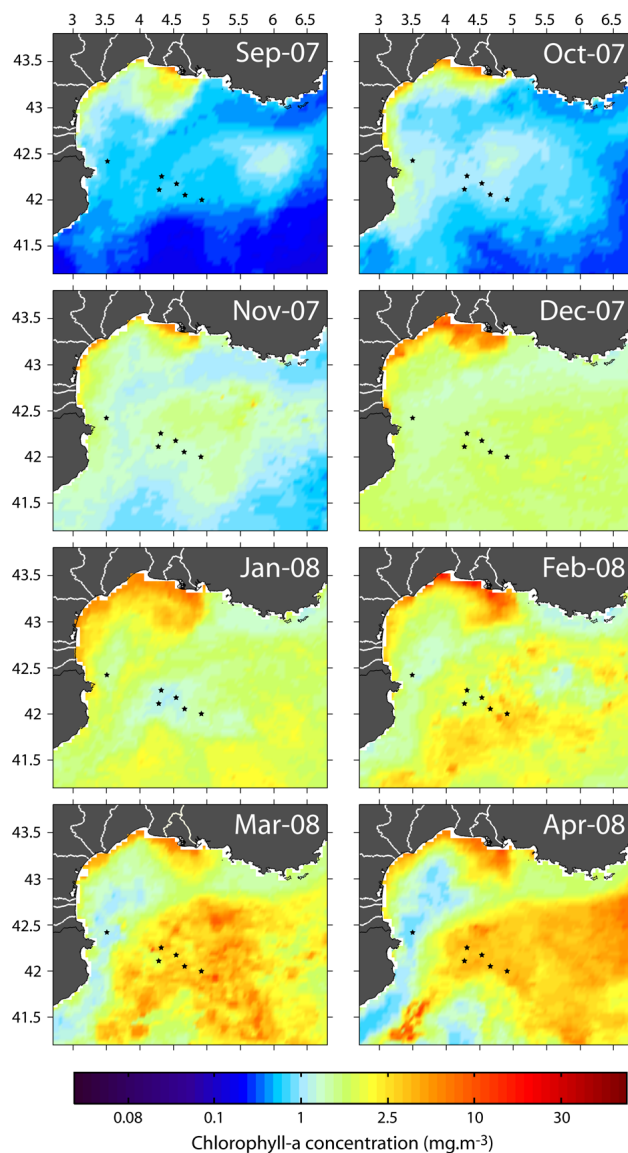 3 3.5 4 4.5 5 5.5 6 6.5
3 3.5 4 4.5 5 5.5 6 6.5
43.5 Sep-07 Oct-07
43
42.5
42
41.5
43.5 Nov-07 Dec-07
43
42.5
42
41.5
43.5 Jan-08 Feb-08
43
42.5
42
41.5
43.5 Mar-08 Apr-08
43
42.5
42
41.5
0.08 0.1 1 2.5 10 30
Chlorophyll-a concentration (mg.m-3)